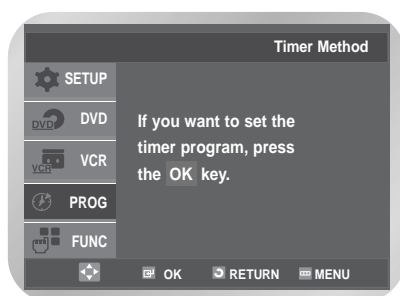 Timer Method
SETUP
DVD DVD
VCR VCR
PROG
FUNC
If you want to set the
timer program, press
the OK key.
OK RETURN MENU